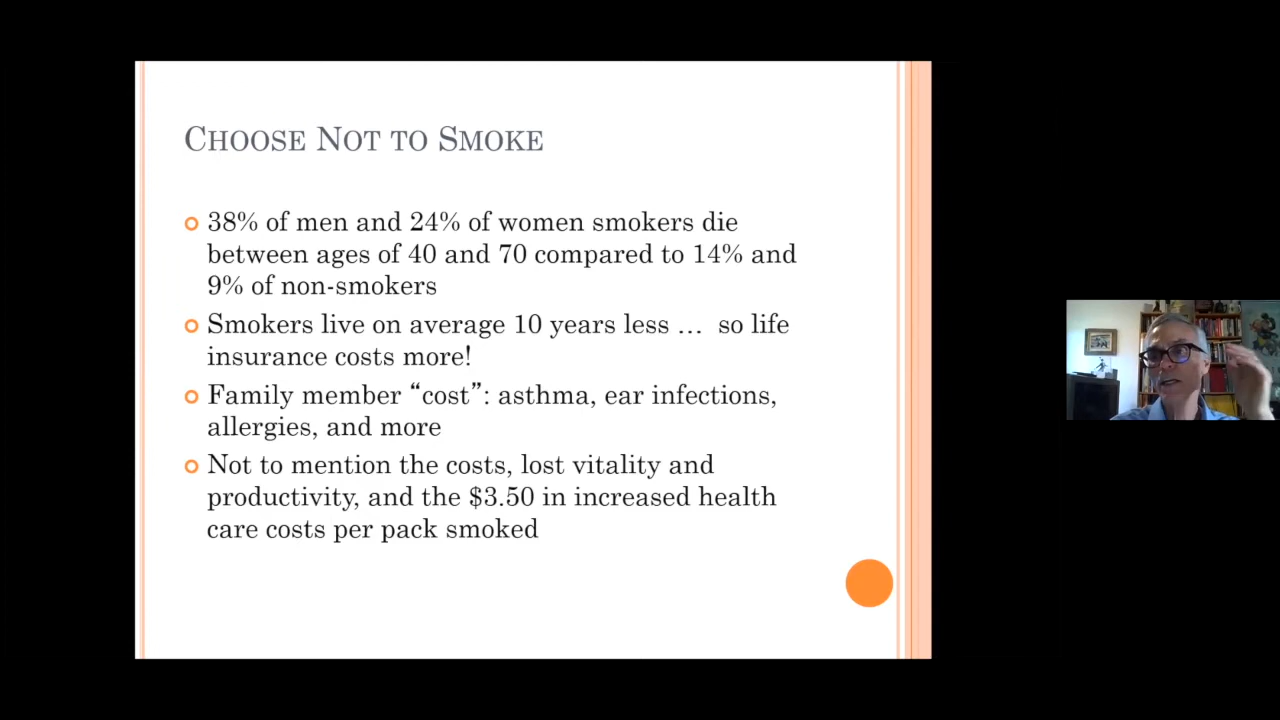 CHOOSE NOT TO SMOKE
38% of men and 24% of women smokers die
between ages of 40 and 70 compared to 14% and
9% of non-smokers
Smokers live on average 10 years less … so life
insurance costs more!
Family member “cost”: asthma, ear infections,
allergies, and more
Not to mention the costs, lost vitality and
productivity, and the $3.50 in increased health
care costs per pack smoked